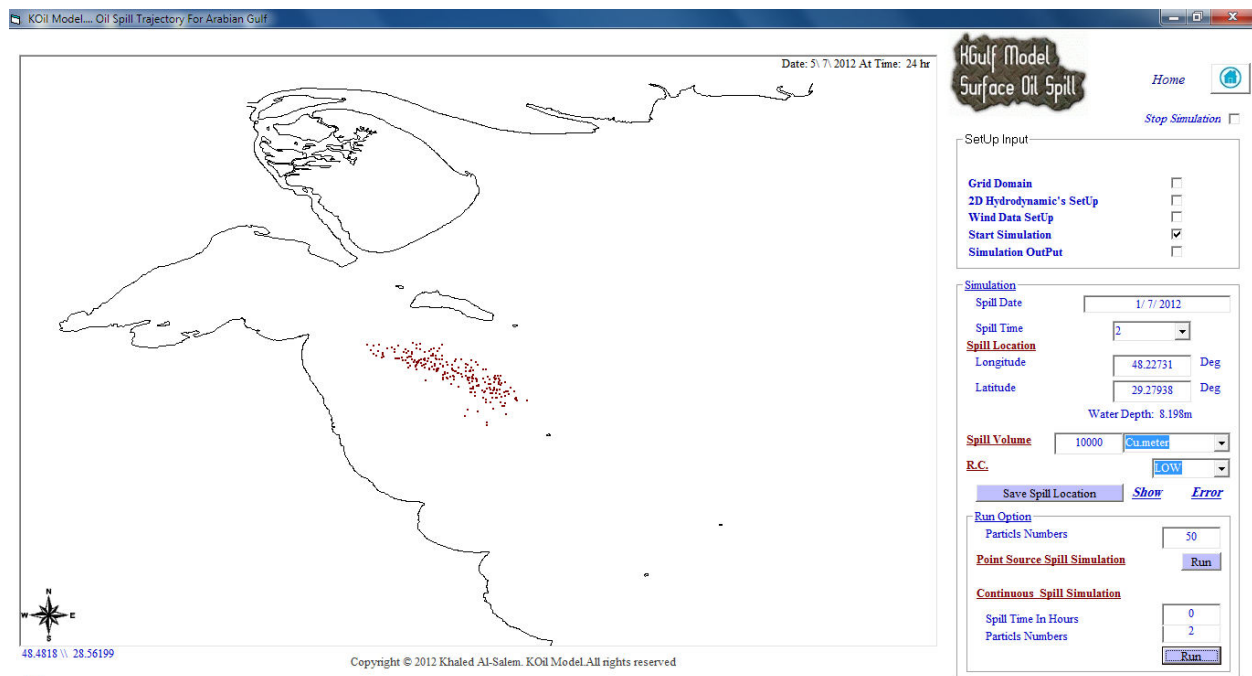 KOil Model.... Oil Spill Trajectory For Arabian Gulf
Date: 5\ 7\ 2012 At Time: 24 hr
KGulf Model
Surface Oil Spill
Home
Stop Simulation
SetUp Input
Grid Domain
2D Hydrodynamic's SetUp
Wind Data SetUp
Start Simulation
Simulation OutPut
Simulation
Spill Date 1/ 7/ 2012
Spill Time 2
Spill Location
Longitude 48.22731 Deg
Latitude 29.27938 Deg
Water Depth: 8.198m
Spill Volume 10000 Cu.meter
R.C. LOW
Save Spill Location Show Error
Run Option
Particls Numbers 50
Point Source Spill Simulation Run
Continuous Spill Simulation
Spill Time In Hours 0
Particls Numbers 2
Run
N
W E
S
48.4818 \\ 28.56199
Copyright © 2012 Khaled Al-Salem. KOil Model.All rights reserved